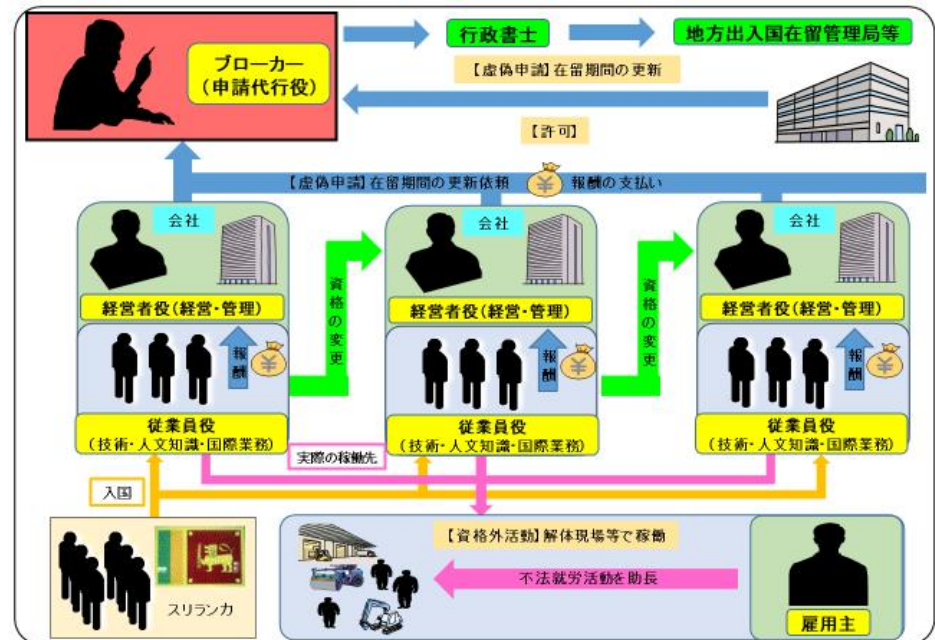 ブローカー
(申請代行役)
行政書士
地方出入国在留管理局等
【虚偽申請】在留期間の更新
【許可】
【虚偽申請】在留期間の更新依頼
¥
報酬の支払い
会社
経営者役(経営・管理)
報酬
¥
従業員役
(技術・人文知識・国際業務)
資格の変更
会社
経営者役(経営・管理)
報酬
¥
従業員役
(技術・人文知識・国際業務)
資格の変更
会社
経営者役(経営・管理)
報酬
¥
従業員役
(技術・人文知識・国際業務)
実際の稼働先
入国
スリランカ
【資格外活動】解体現場等で稼働
不法就労活動を助長
雇用主